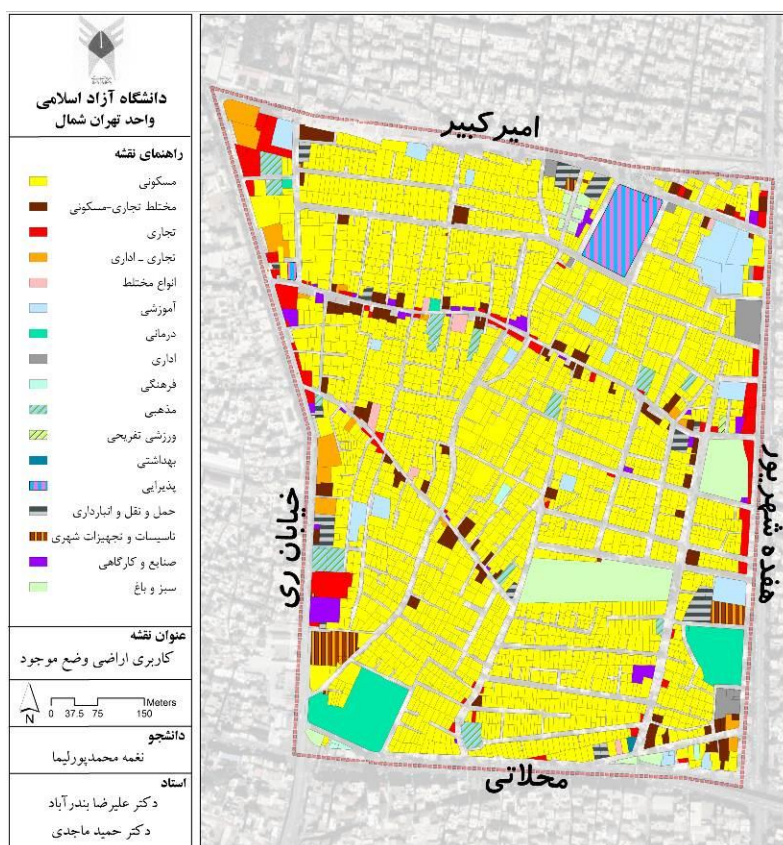 دانشگاه آزاد اسلامی
واحد تهران شمال
راهنمای نقشه
مسکونی
مختلط تجاری-مسکونی
تجاری
تجاری - اداری
انواع مختلط
آموزشی
درمانی
اداری
فرهنگی
مذهبی
ورزشی تفریحی
بهداشتی
پذیرایی
حمل و نقل و انبارداری
تاسیسات و تجهیزات شهری
صنایع و کارگاهی
سبز و باغ
عنوان نقشه
کاربری اراضی وضع موجود
N
0 37.5 75 150 Meters
دانشجو
نغمه محمدپورلیما
استاد
دکتر علیرضا بندرآباد
دکتر حمید ماجدی
امیرکبیر
خیابان ری
هفده شهریور
محلاتی